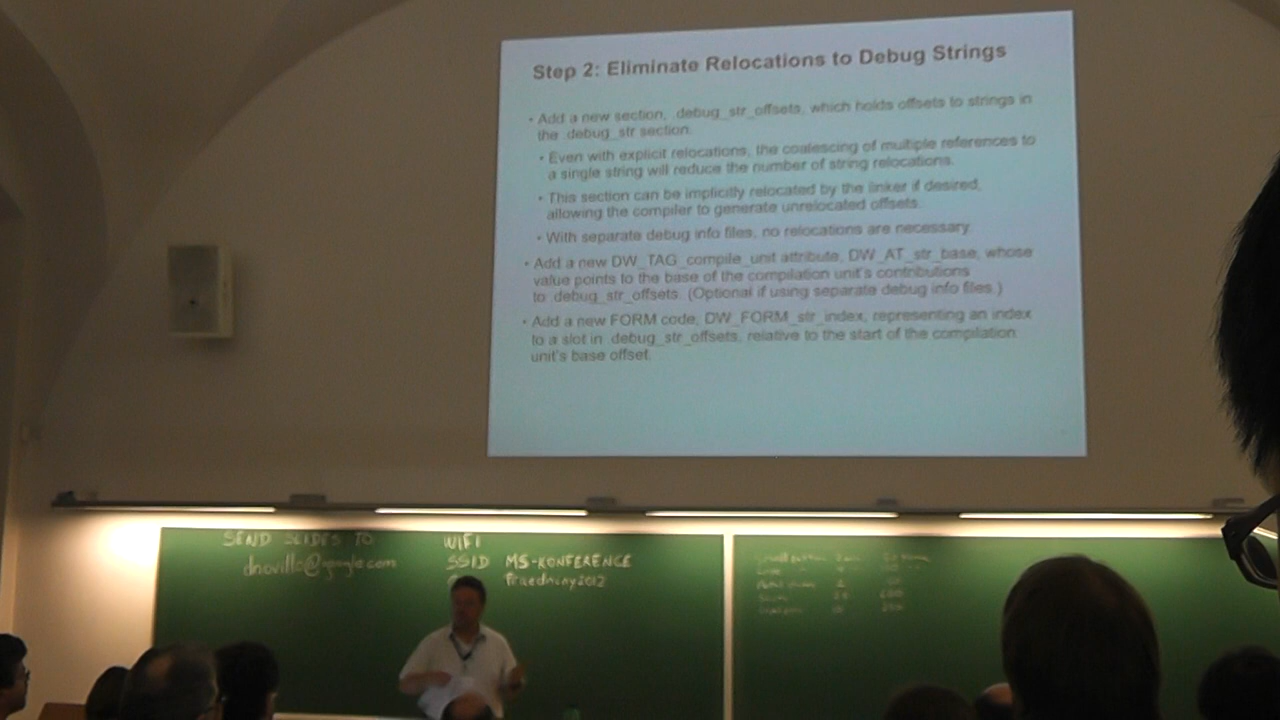 Step 2: Eliminate Relocations to Debug Strings
• Add a new section, .debug_str_offsets, which holds offsets to strings in
the .debug_str section.
• Even with explicit relocations, the coalescing of multiple references to
a single string will reduce the number of string relocations.
• This section can be implicitly relocated by the linker if desired,
allowing the compiler to generate unrelocated offsets.
• With separate debug info files, no relocations are necessary.
• Add a new DW_TAG_compile_unit attribute, DW_AT_str_base, whose
value points to the base of the compilation unit's contributions
to .debug_str_offsets. (Optional if using separate debug info files.)
• Add a new FORM code, DW_FORM_str_index, representing an index
to a slot in .debug_str_offsets, relative to the start of the compilation
unit's base offset.
SEND SLIDES TO
dnovillo@google.com
WIFI
SSID MS-KONFERENCE